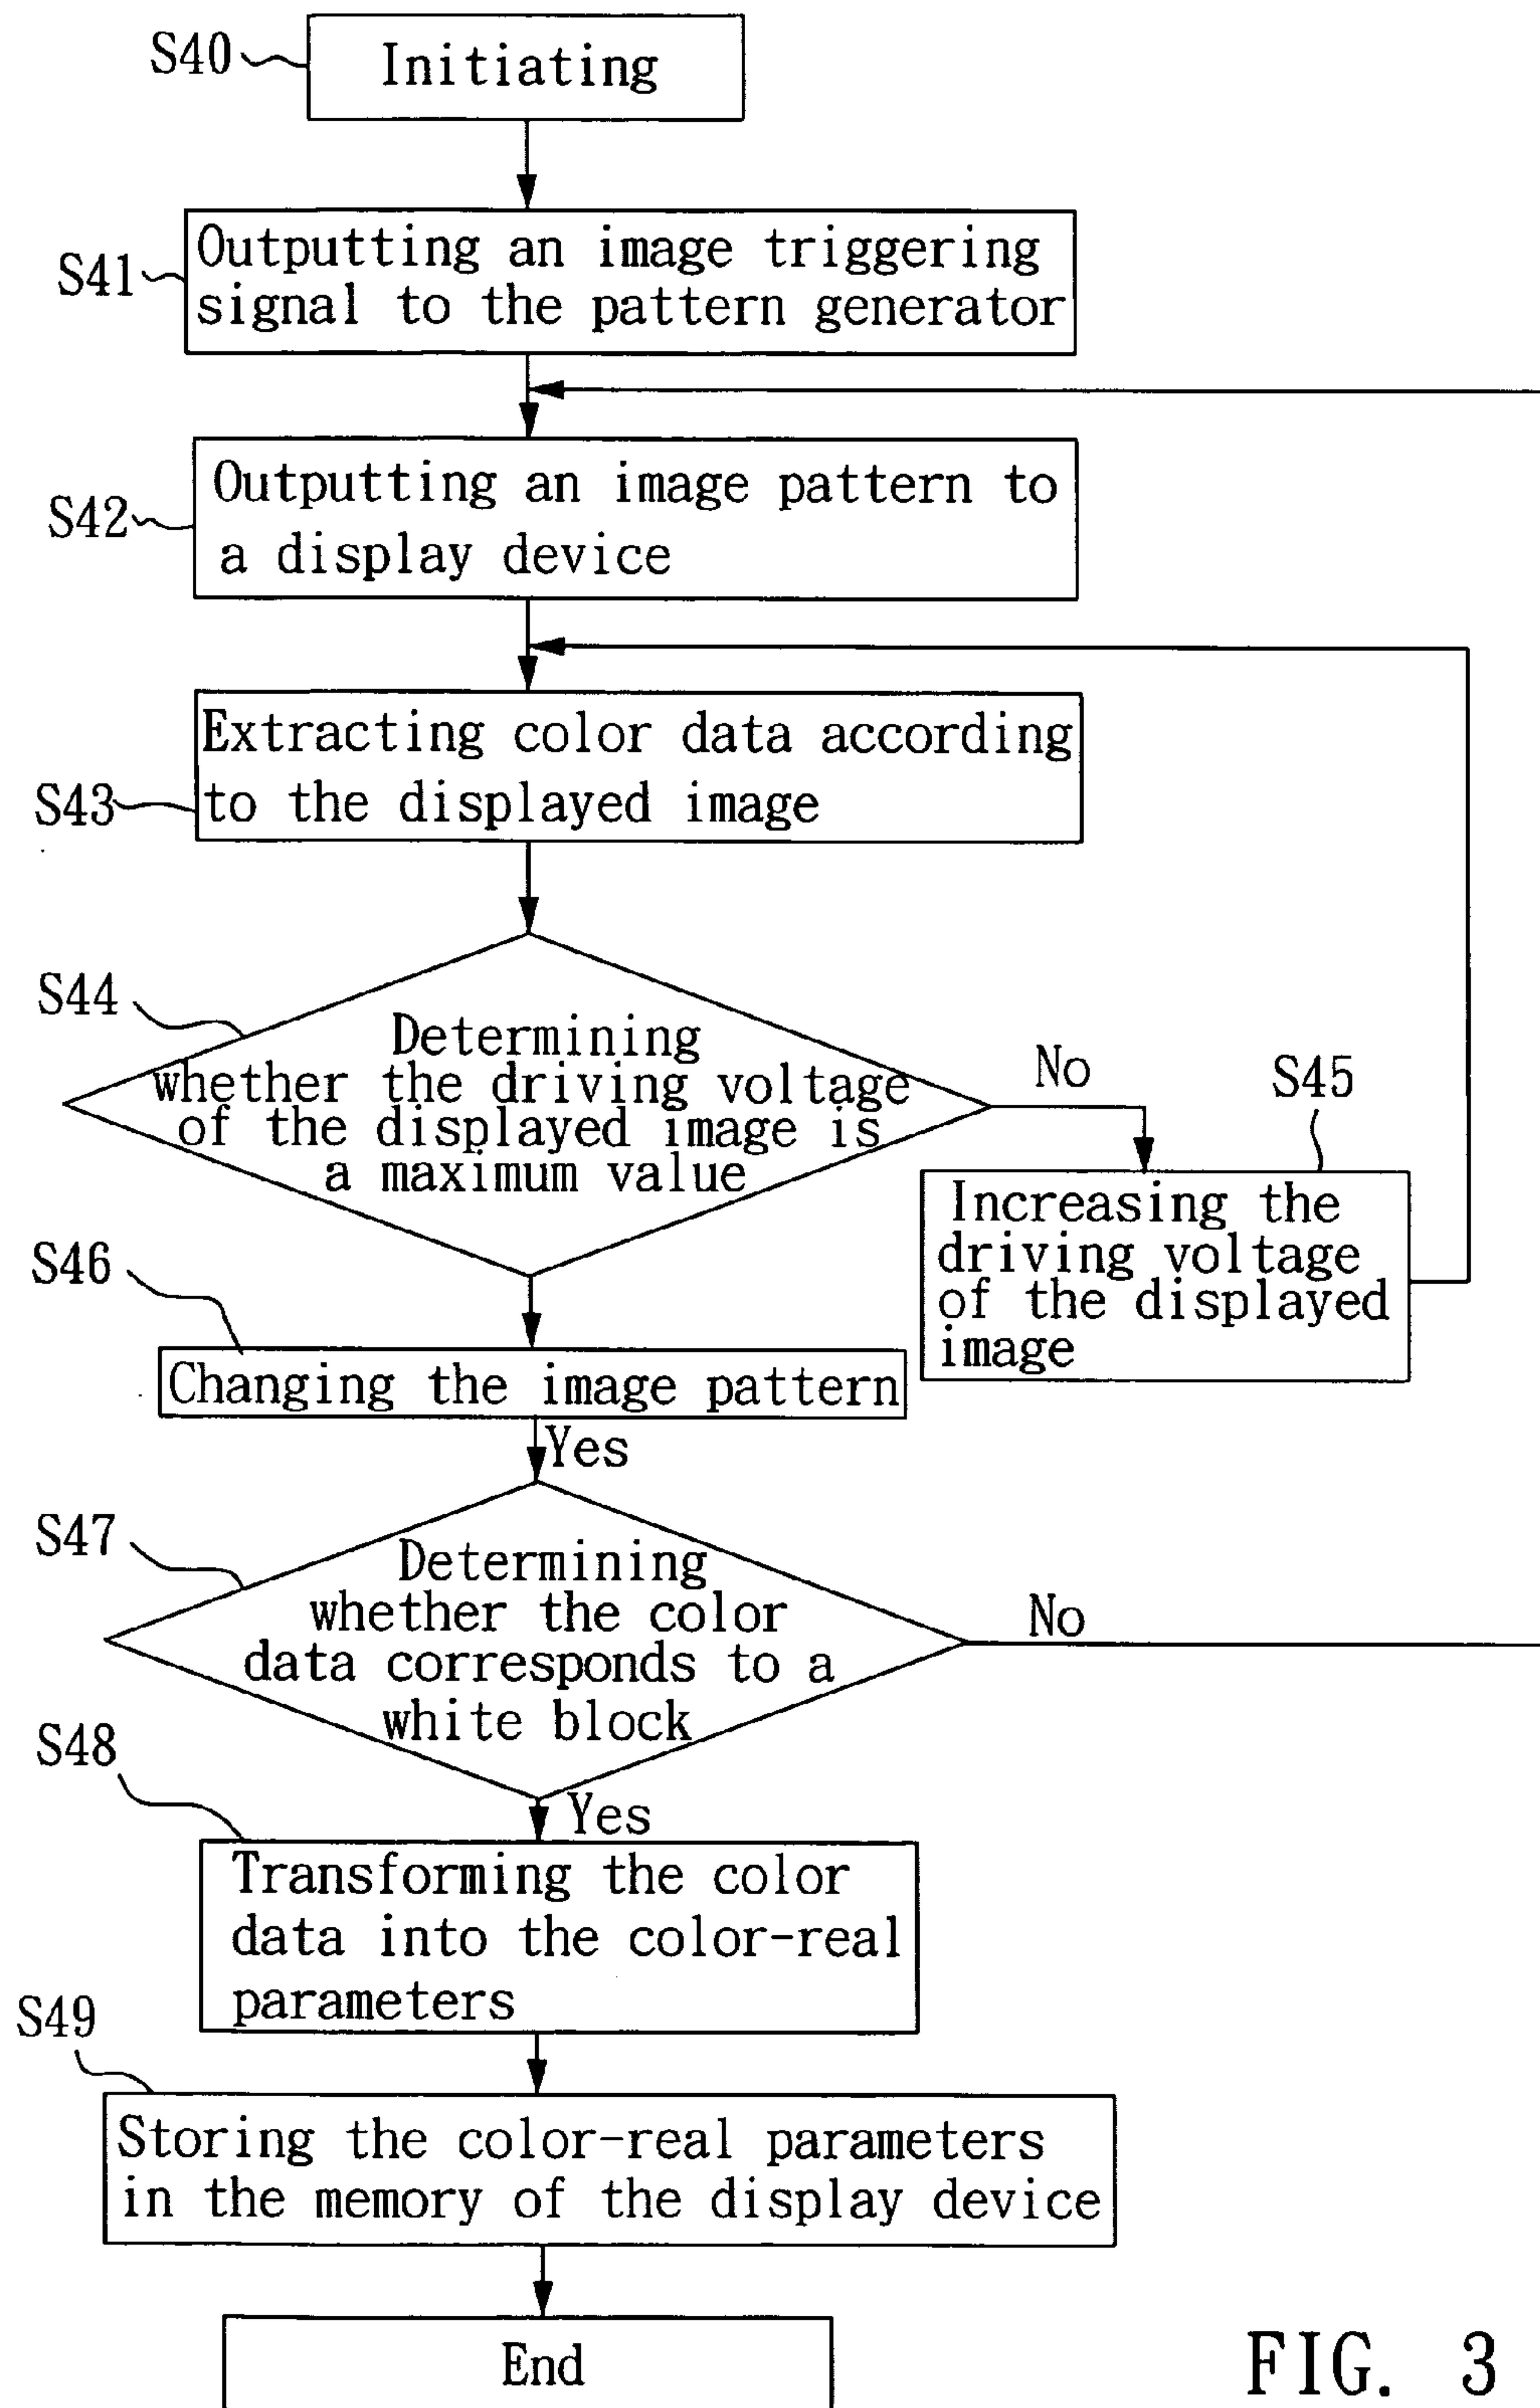 S40
Initiating
S41
Outputting an image triggering
signal to the pattern generator
S42
Outputting an image pattern to
a display device
S43
Extracting color data according
to the displayed image
S44
Determining
whether the driving voltage
of the displayed image is
a maximum value
No
S45
Increasing the
driving voltage
of the displayed
image
S46
Changing the image pattern
Yes
S47
Determining
whether the color
data corresponds to a
white block
No
S48
Yes
Transforming the color
data into the color-real
parameters
S49
Storing the color-real parameters
in the memory of the display device
End
FIG. 3